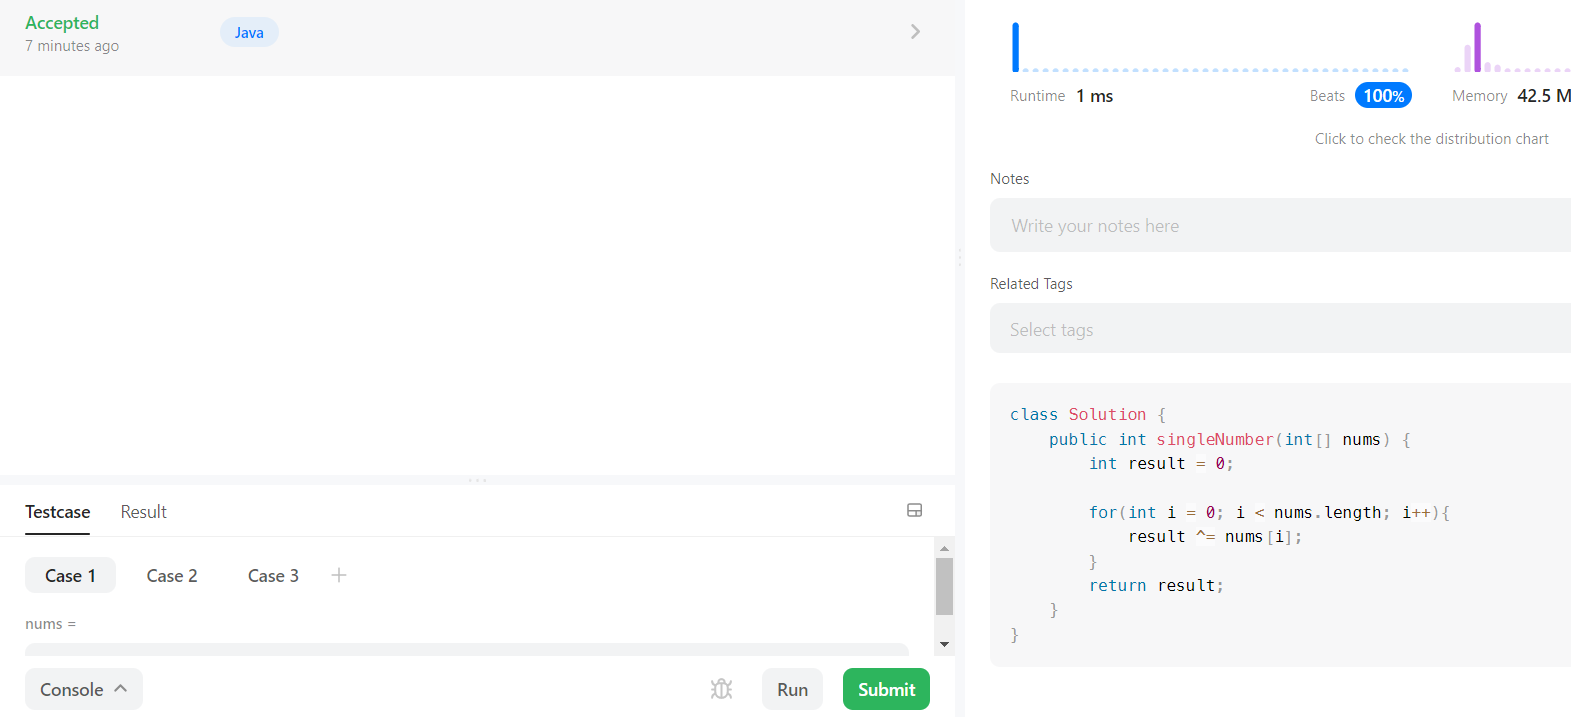 Accepted
7 minutes ago
Java
Testcase
Result
Case 1
Case 2
Case 3
+
nums =
Console
Run
Submit
Runtime 1 ms
Beats 100%
Memory 42.5 M
Click to check the distribution chart
Notes
Write your notes here
Related Tags
Select tags
class Solution {
    public int singleNumber(int[] nums) {
        int result = 0;
        for(int i = 0; i < nums.length; i++){
            result ^= nums[i];
        }
        return result;
    }
}